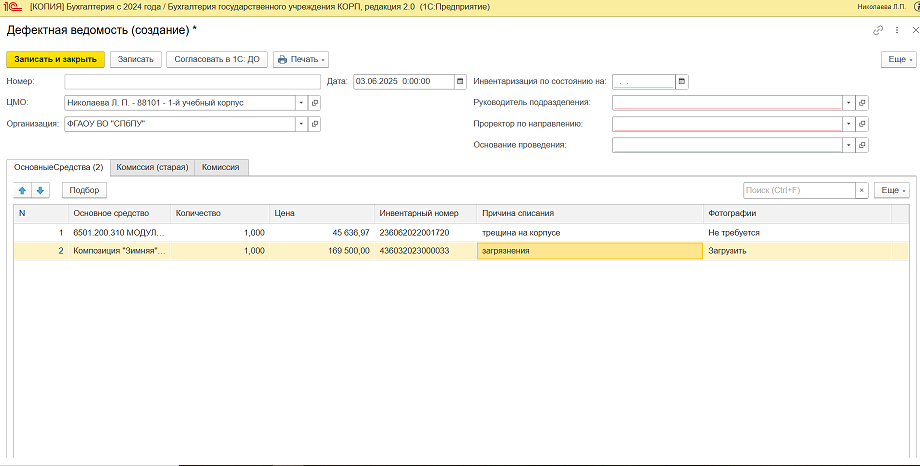 [КОПИЯ] Бухгалтерия с 2024 года / Бухгалтерия государственного учреждения КОРП, редакция 2.0 (1С:Предприятие) Николаева Л.П.
Дефектная ведомость (создание) *
Записать и закрыть Записать Согласовать в 1С: ДО Печать Еще
Номер: Дата: 03.06.2025 0:00:00 Инвентаризация по состоянию на: . .
ЦМО: Николаева Л. П. - 88101 - 1-й учебный корпус Руководитель подразделения:
Организация: ФГАОУ ВО "СПбПУ" Проректор по направлению:
Основание проведения:
ОсновныеСредства (2) Комиссия (старая) Комиссия
Подбор Поиск (Ctrl+F) × Еще
N Основное средство Количество Цена Инвентарный номер Причина списания Фотографии
1 6501.200.310 МОДУЛ... 1,000 45 636,97 236062022001720 трещина на корпусе Не требуется
2 Композиция "Зимняя"... 1,000 169 500,00 436032023000033 загрязнения Загрузить